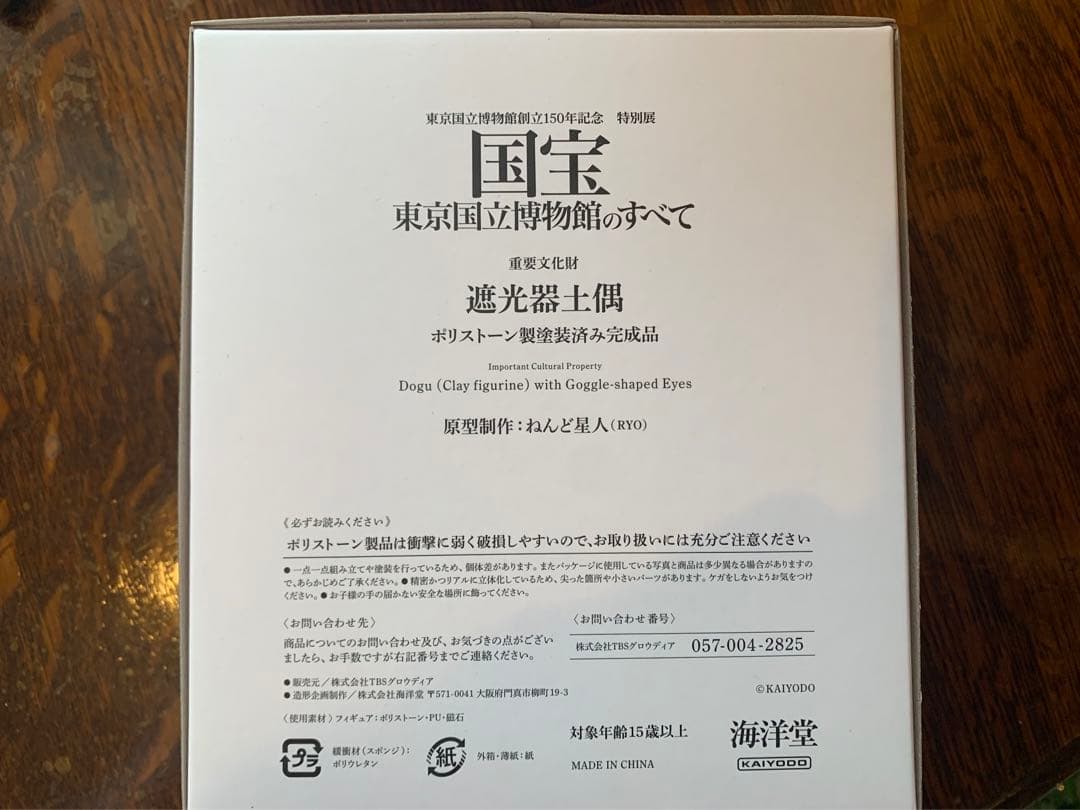 東京国立博物館創立150年記念　特別展
国宝
東京国立博物館のすべて
重要文化財
遮光器土偶
ポリストーン製塗装済み完成品
Important Cultural Property
Dogu (Clay figurine) with Goggle-shaped Eyes
原型制作：ねんど星人(RYO)
《必ずお読みください》
ポリストーン製品は衝撃に弱く破損しやすいので、お取り扱いには充分ご注意ください
●一点一点組み立てや塗装を行っているため、個体差があります。またパッケージに使用している写真と商品は多少異なる場合がありますの
で、あらかじめご了承ください。●精密かつリアルに立体化しているため、尖った箇所や小さいパーツがあります。ケガをしないようお気をつけ
ください。●お子様の手の届かない安全な場所に飾ってください。
〈お問い合わせ先〉
商品についてのお問い合わせ及び、お気づきの点がござい
ましたら、お手数ですが右記番号までご連絡ください。
〈お問い合わせ番号〉
株式会社TBSグロウディア　057-004-2825
●販売元／株式会社TBSグロウディア
●造形企画制作／株式会社海洋堂 〒571-0041 大阪府門真市柳町19-3
©KAIYODO
〈使用素材〉フィギュア：ポリストーン・PU・磁石
プラ
緩衝材（スポンジ）：
ポリウレタン
紙
外箱・薄紙：紙
対象年齢15歳以上
MADE IN CHINA
海洋堂
KAIYODO